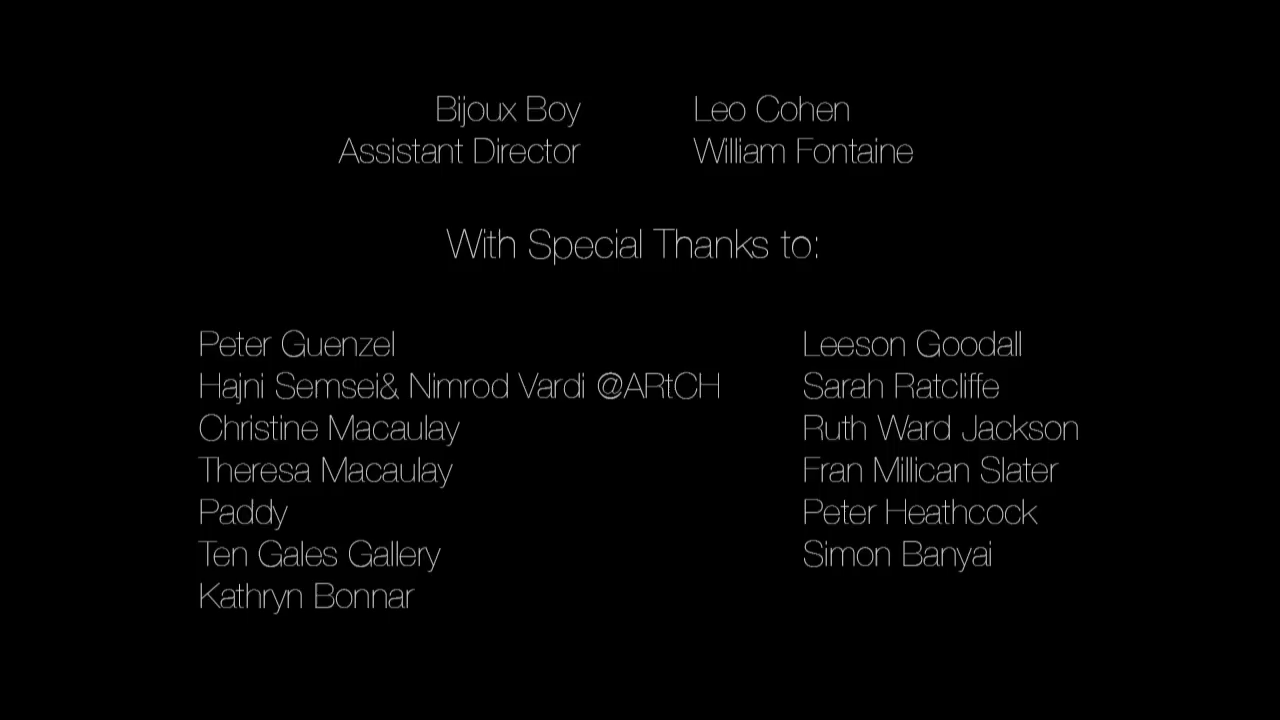 Bijoux Boy Leo Cohen
Assistant Director William Fontaine
With Special Thanks to:
Peter Guenzel
Hajni Semsei& Nimrod Vardi @ARtCH
Christine Macaulay
Theresa Macaulay
Paddy
Ten Gales Gallery
Kathryn Bonnar
Leeson Goodall
Sarah Ratcliffe
Ruth Ward Jackson
Fran Millican Slater
Peter Heathcock
Simon Banyai